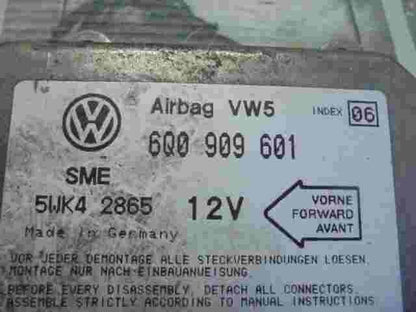 Airbag VW5 INDEX 06
6Q0 909 601
SME
5WK4 2865 12V
VORNE
FORWARD
AVANT
Made in Germany
VOR JEDER DEMONTAGE ALLE STECKVERBINDUNGEN LOESEN.
MONTAGE NUR NACH EINBAUANWEISUNG.
BEFORE EVERY DISASSEMBLY, DETACH ALL CONNECTORS.
ASSEMBLE STRICTLY ACCORDING TO MANUAL INSTRUCTIONS